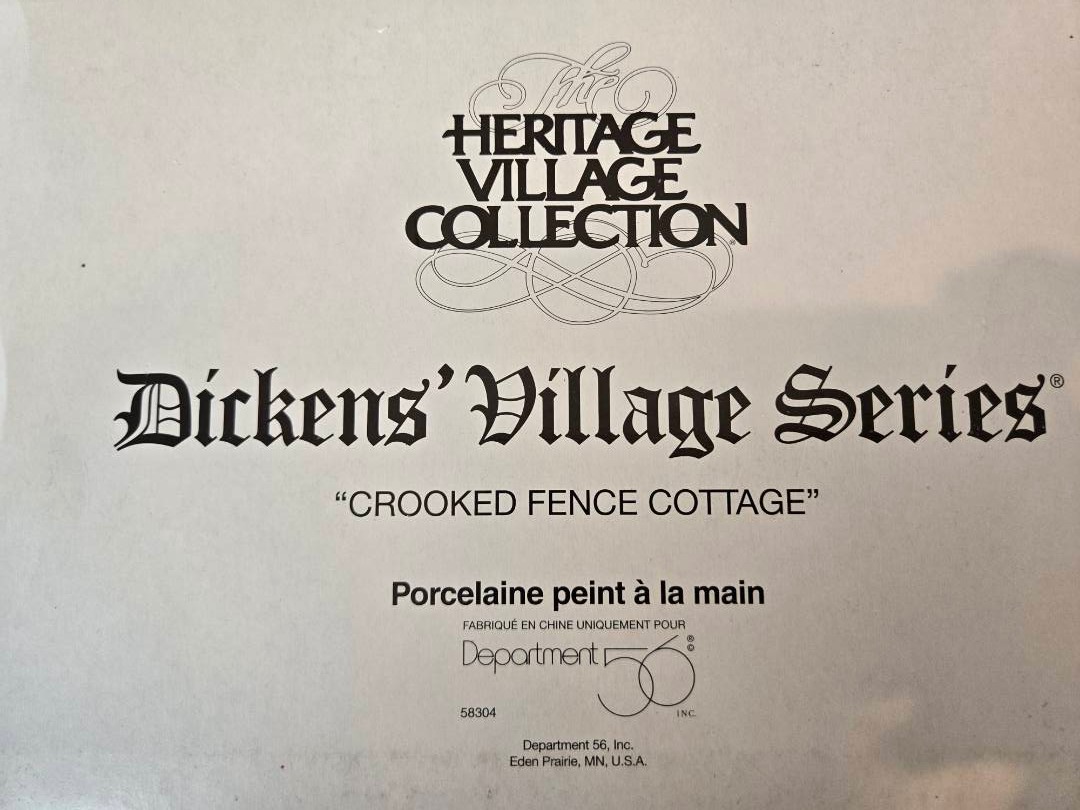 The
HERITAGE
VILLAGE
COLLECTION®
Dickens' Village Series®
“CROOKED FENCE COTTAGE”
Porcelaine peint à la main
FABRIQUÉ EN CHINE UNIQUEMENT POUR
Department 56 ®©
58304 INC.
Department 56, Inc.
Eden Prairie, MN, U.S.A.